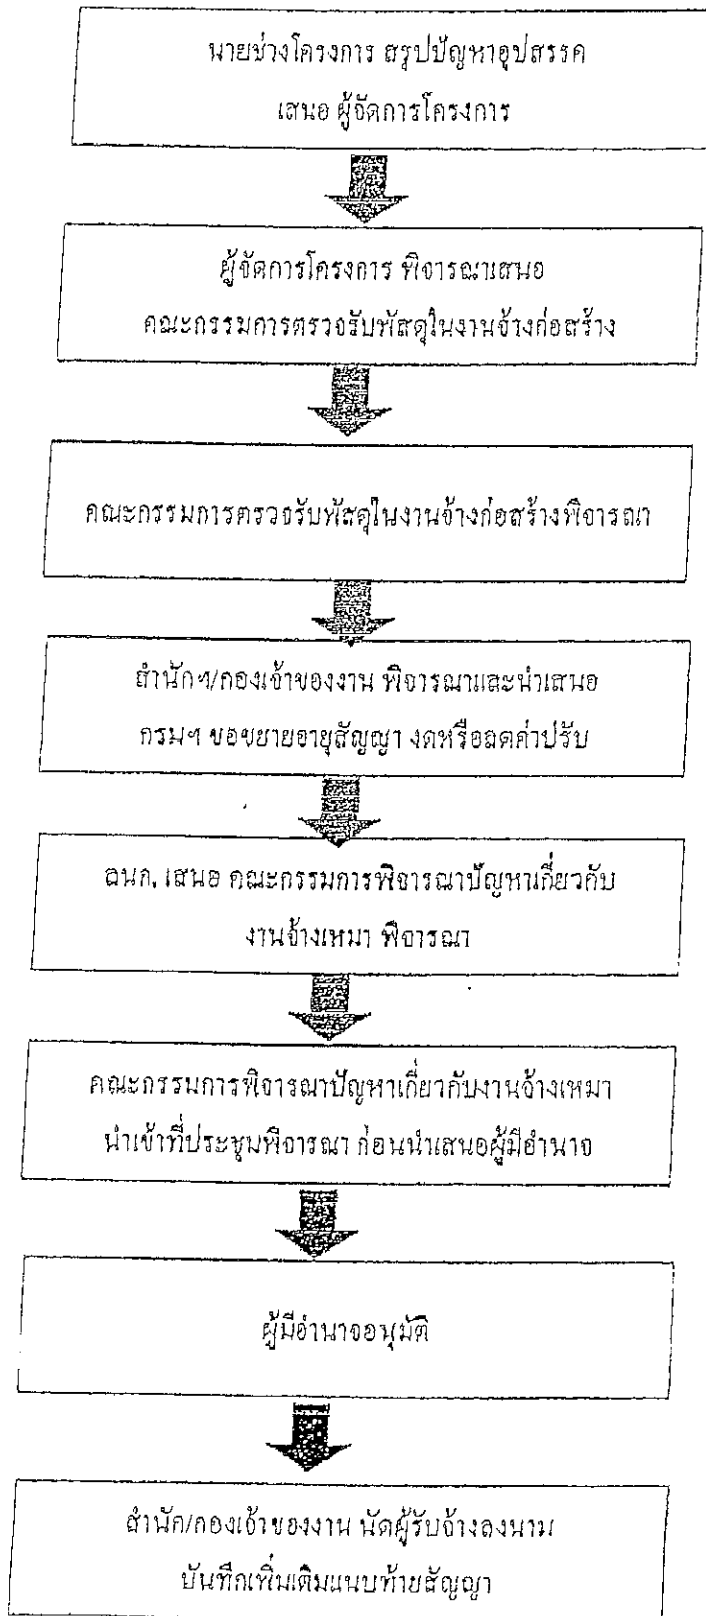 นายช่างโครงการ สรุปปัญหาอุปสรรค
เสนอ ผู้จัดการโครงการ
ผู้จัดการโครงการ พิจารณาเสนอ
คณะกรรมการตรวจรับพัสดุในงานจ้างก่อสร้าง
คณะกรรมการตรวจรับพัสดุในงานจ้างก่อสร้างพิจารณา
สำนักฯ/กองเจ้าของงาน พิจารณาและนำเสนอ
กรมฯ ขอขยายอายุสัญญา งดหรือลดค่าปรับ
ลนก. เสนอ คณะกรรมการพิจารณาปัญหาเกี่ยวกับ
งานจ้างเหมา พิจารณา
คณะกรรมการพิจารณาปัญหาเกี่ยวกับงานจ้างเหมา
นำเข้าที่ประชุมพิจารณา ก่อนนำเสนอผู้มีอำนาจ
ผู้มีอำนาจอนุมัติ
สำนัก/กองเจ้าของงาน นัดผู้รับจ้างลงนาม
บันทึกเพิ่มเติมแนบท้ายสัญญา